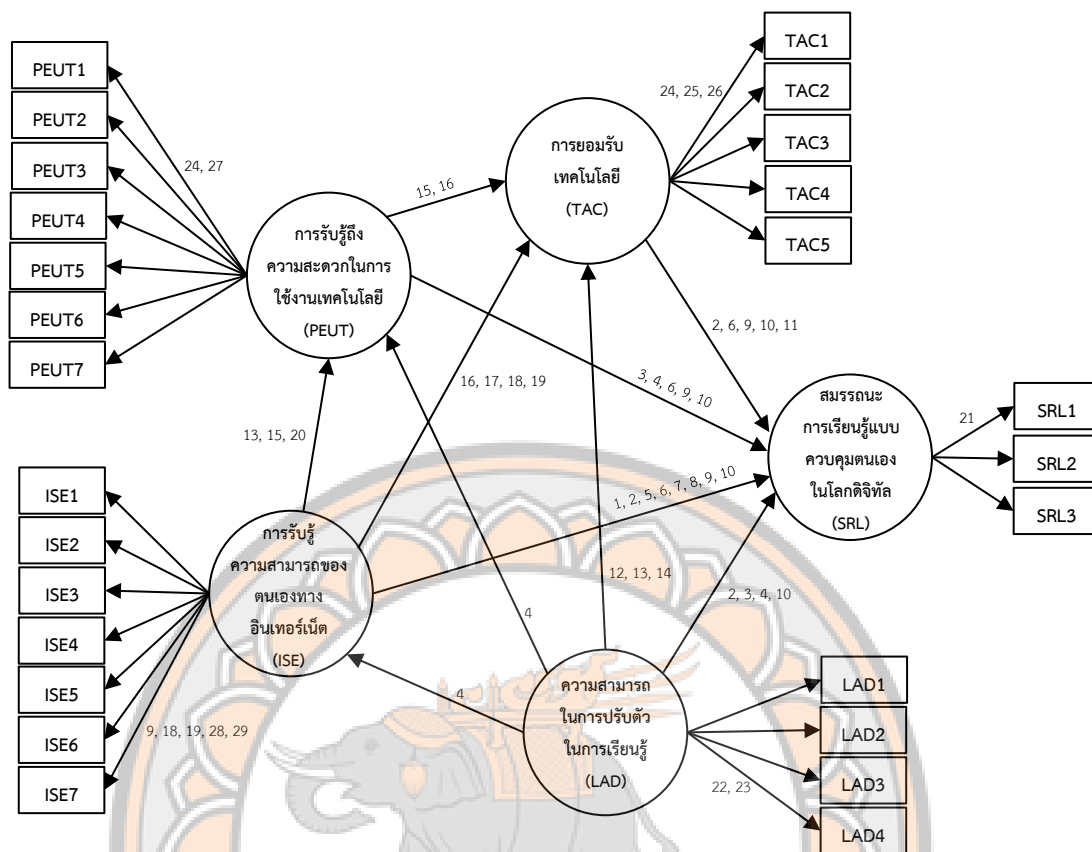 PEUT1
PEUT2
PEUT3
PEUT4
PEUT5
PEUT6
PEUT7
24, 27
การรับรู้ถึง
ความสะดวกในการ
ใช้งานเทคโนโลยี
(PEUT)
15, 16
การยอมรับ
เทคโนโลยี
(TAC)
24, 25, 26
TAC1
TAC2
TAC3
TAC4
TAC5
2, 6, 9, 10, 11
3, 4, 6, 9, 10
16, 17, 18, 19
13, 15, 20
1, 2, 5, 6, 7, 8, 9, 10
สมรรถนะ
การเรียนรู้แบบ
ควบคุมตนเอง
ในโลกดิจิทัล
(SRL)
21
SRL1
SRL2
SRL3
ISE1
ISE2
ISE3
ISE4
ISE5
ISE6
ISE7
9, 18, 19, 28, 29
การรับรู้
ความสามารถของ
ตนเองทาง
อินเทอร์เน็ต
(ISE)
4
4
12, 13, 14
2, 3, 4, 10
ความสามารถ
ในการปรับตัว
ในการเรียนรู้
(LAD)
22, 23
LAD1
LAD2
LAD3
LAD4